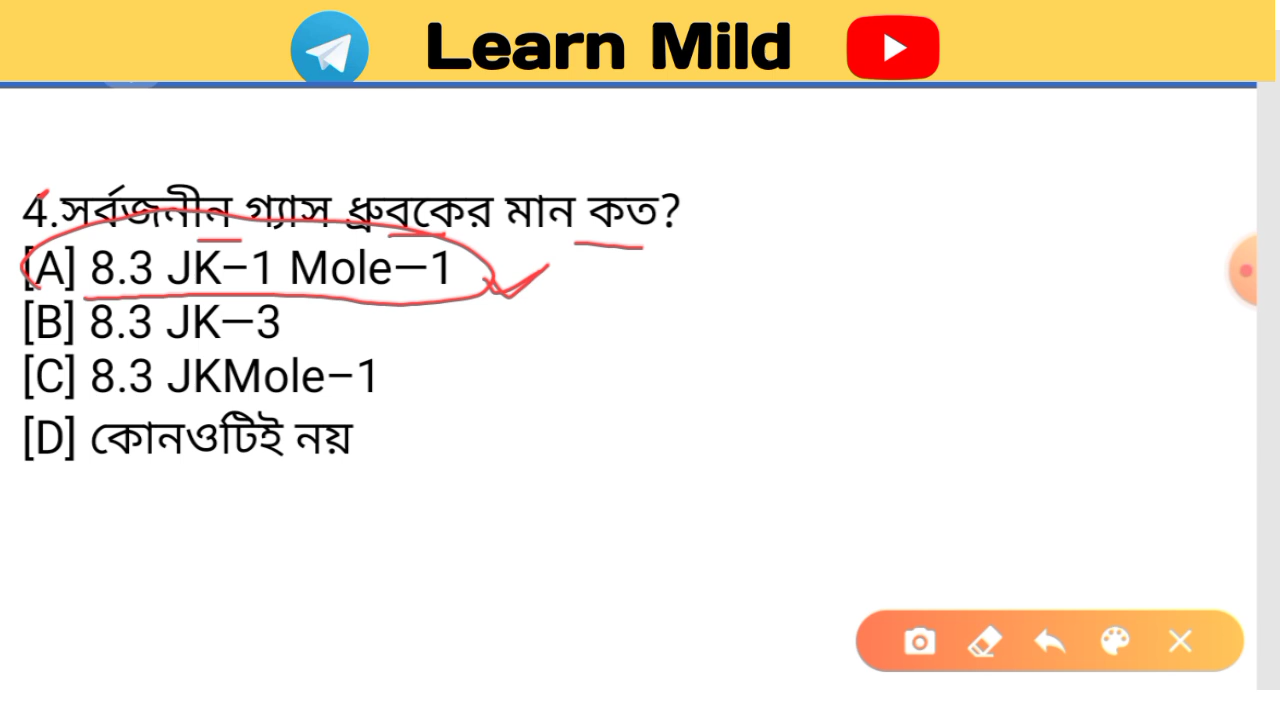 Learn Mild
4.সর্বজনীন গ্যাস ধ্রুবকের মান কত?
[A] 8.3 JK−1 Mole—1
[B] 8.3 JK—3
[C] 8.3 JKMole−1
[D] কোনওটিই নয়